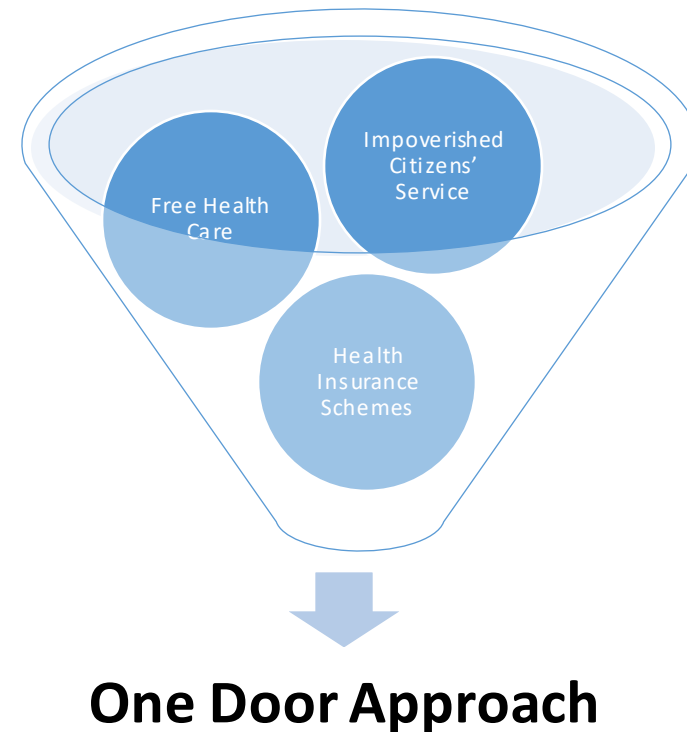 Impoverished
Citizens’
Service
Free Health
Care
Health
Insurance
Schemes
One Door Approach